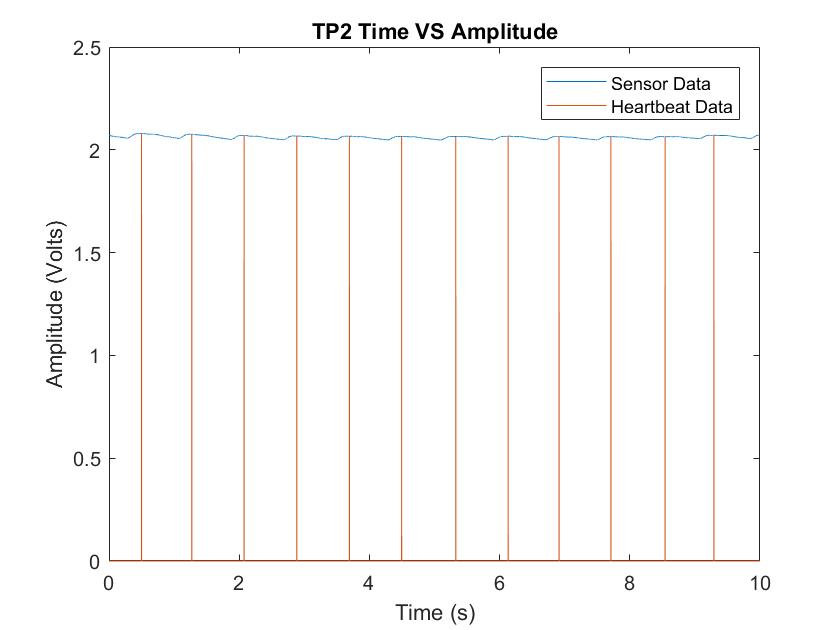 TP2 Time VS Amplitude
2.5
Sensor Data
Heartbeat Data
2
1.5
1
0.5
0
Amplitude (Volts)
0 2 4 6 8 10
Time (s)